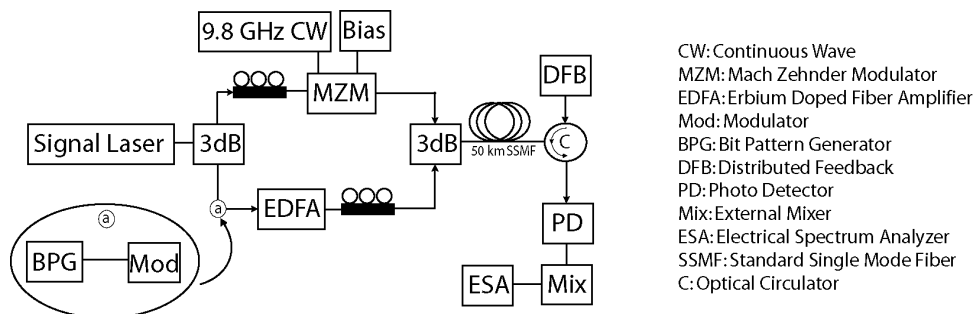 9.8 GHz CW
Bias
MZM
DFB
Signal Laser
3dB
3dB
50 km SSMF
C
a
EDFA
a
BPG
Mod
PD
ESA
Mix
CW: Continuous Wave
MZM: Mach Zehnder Modulator
EDFA: Erbium Doped Fiber Amplifier
Mod: Modulator
BPG: Bit Pattern Generator
DFB: Distributed Feedback
PD: Photo Detector
Mix: External Mixer
ESA: Electrical Spectrum Analyzer
SSMF: Standard Single Mode Fiber
C: Optical Circulator